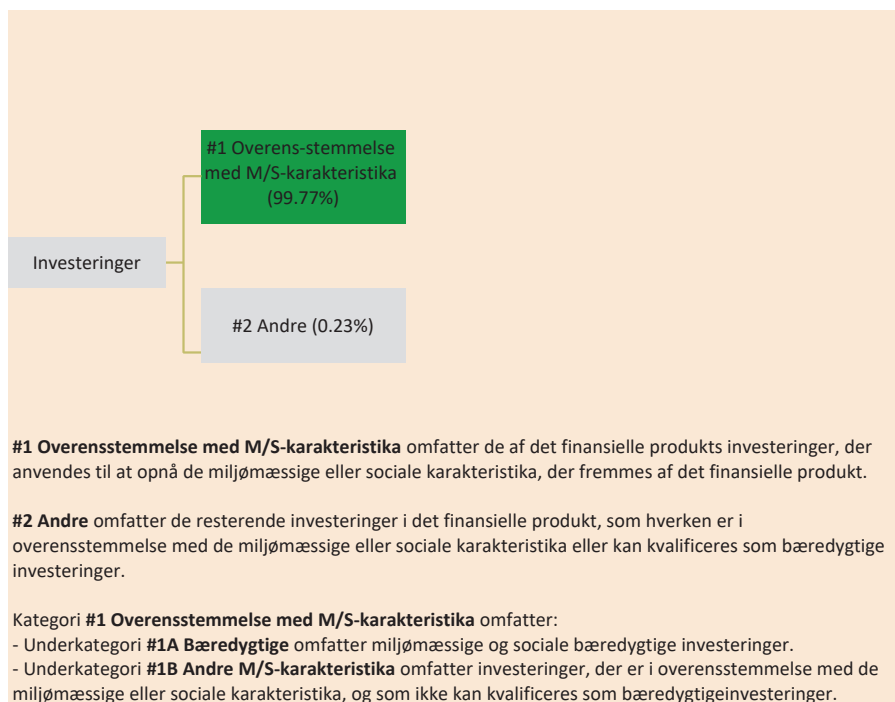 #1 Overens-stemmelse
med M/S-karakteristika
(99.77%)
Investeringer
#2 Andre (0.23%)
#1 Overensstemmelse med M/S-karakteristika omfatter de af det finansielle produkts investeringer, der
anvendes til at opnå de miljømæssige eller sociale karakteristika, der fremmes af det finansielle produkt.
#2 Andre omfatter de resterende investeringer i det finansielle produkt, som hverken er i
overensstemmelse med de miljømæssige eller sociale karakteristika eller kan kvalificeres som bæredygtige
investeringer.
Kategori #1 Overensstemmelse med M/S-karakteristika omfatter:
- Underkategori #1A Bæredygtige omfatter miljømæssige og sociale bæredygtige investeringer.
- Underkategori #1B Andre M/S-karakteristika omfatter investeringer, der er i overensstemmelse med de
miljømæssige eller sociale karakteristika, og som ikke kan kvalificeres som bæredygtigeinvesteringer.